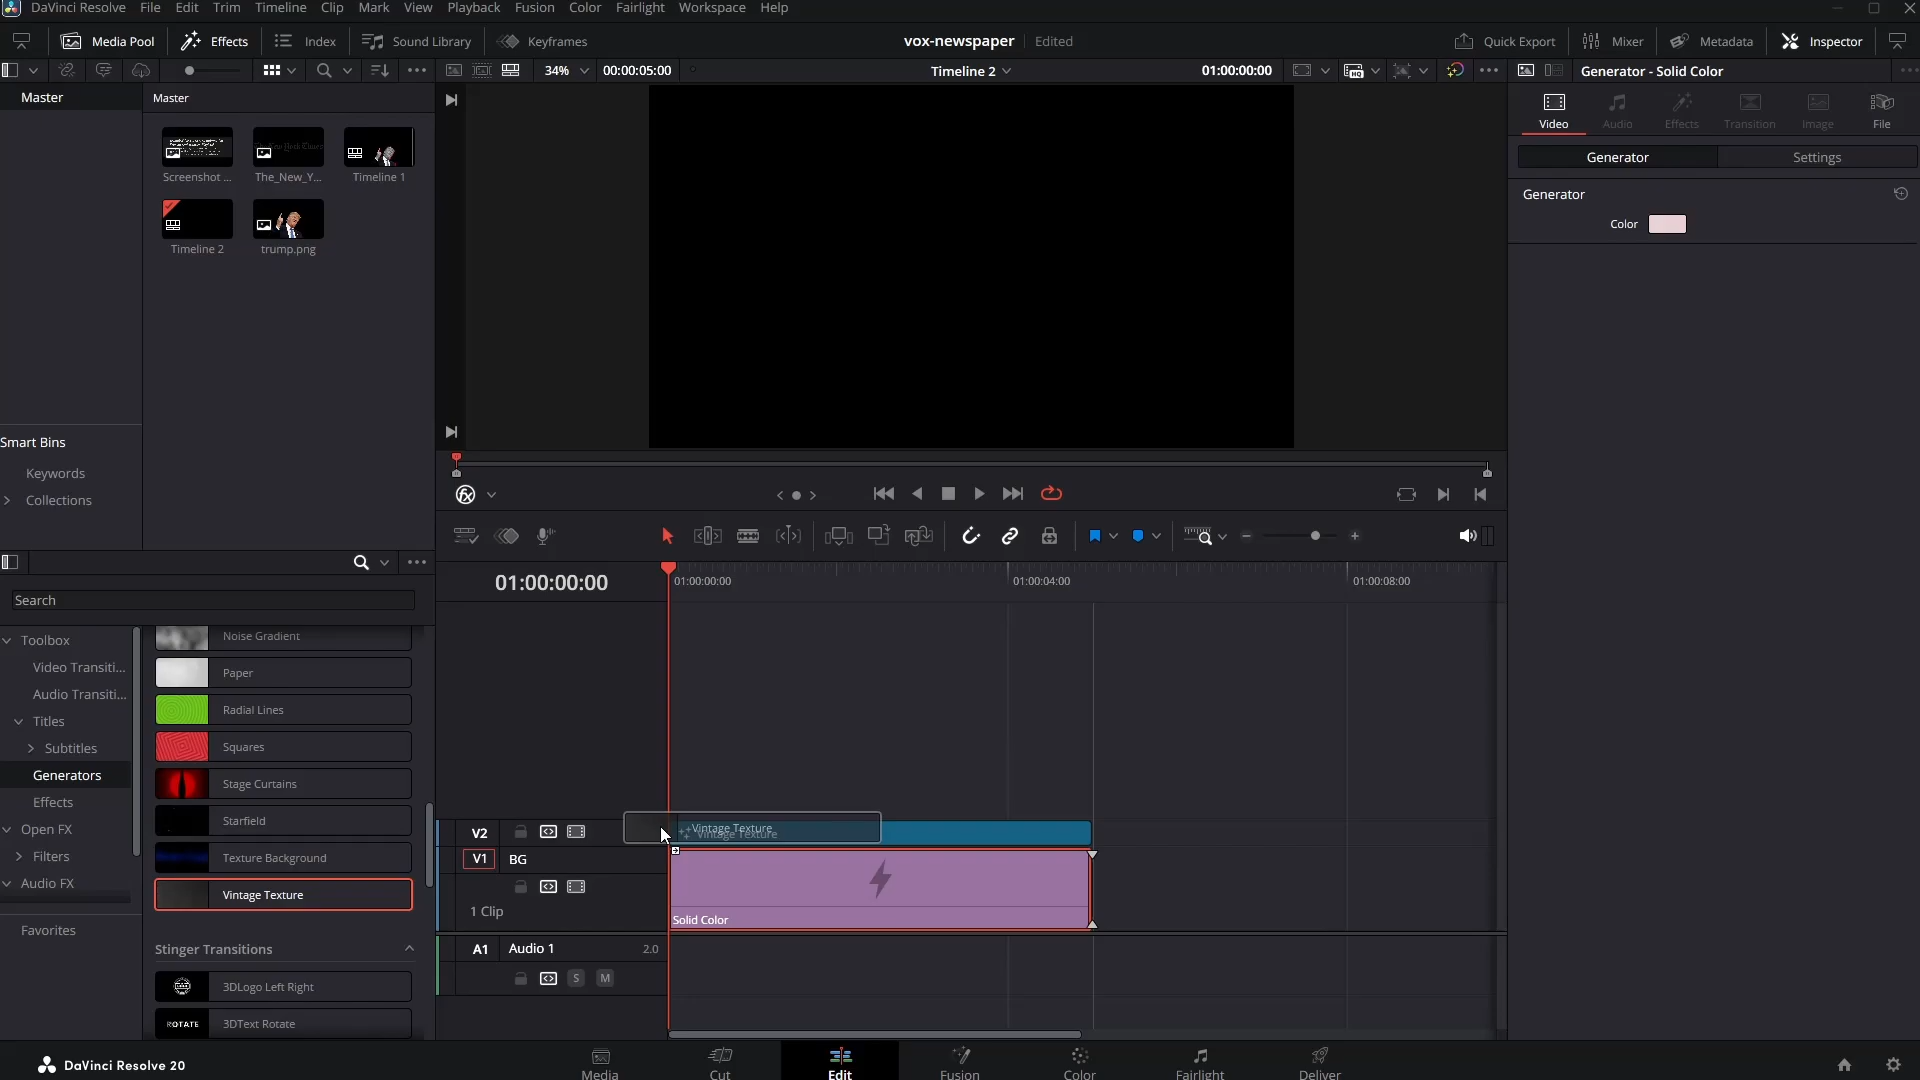 DaVinci Resolve File Edit Trim Timeline Clip Mark View Playback Fusion Color Fairlight Workspace Help
Media Pool Effects Index Sound Library Keyframes vox-newspaper Edited Quick Export Mixer Metadata Inspector
34% 00:00:05:00 Timeline 2 01:00:00:00 Generator - Solid Color
Master Master
Video Audio Effects Transition Image File
Generator Settings
Screenshot ... The_New_Y... Timeline 1
Generator
Color
Timeline 2 trump.png
Smart Bins
Keywords
Collections
01:00:00:00 01:00:00:00 01:00:04:00 01:00:08:00
Search
Toolbox
Video Transiti...
Audio Transiti...
Titles
Subtitles
Generators
Effects
Open FX
Filters
Audio FX
Favorites
Noise Gradient
Paper
Radial Lines
Squares
Stage Curtains
Starfield
Texture Background
Vintage Texture
Stinger Transitions
3DLogo Left Right
ROTATE 3DText Rotate
V2 Vintage Texture
Vintage Texture
V1 BG
1 Clip
Solid Color
A1 Audio 1 2.0
S M
DaVinci Resolve 20
Media Cut Edit Fusion Color Fairlight Deliver